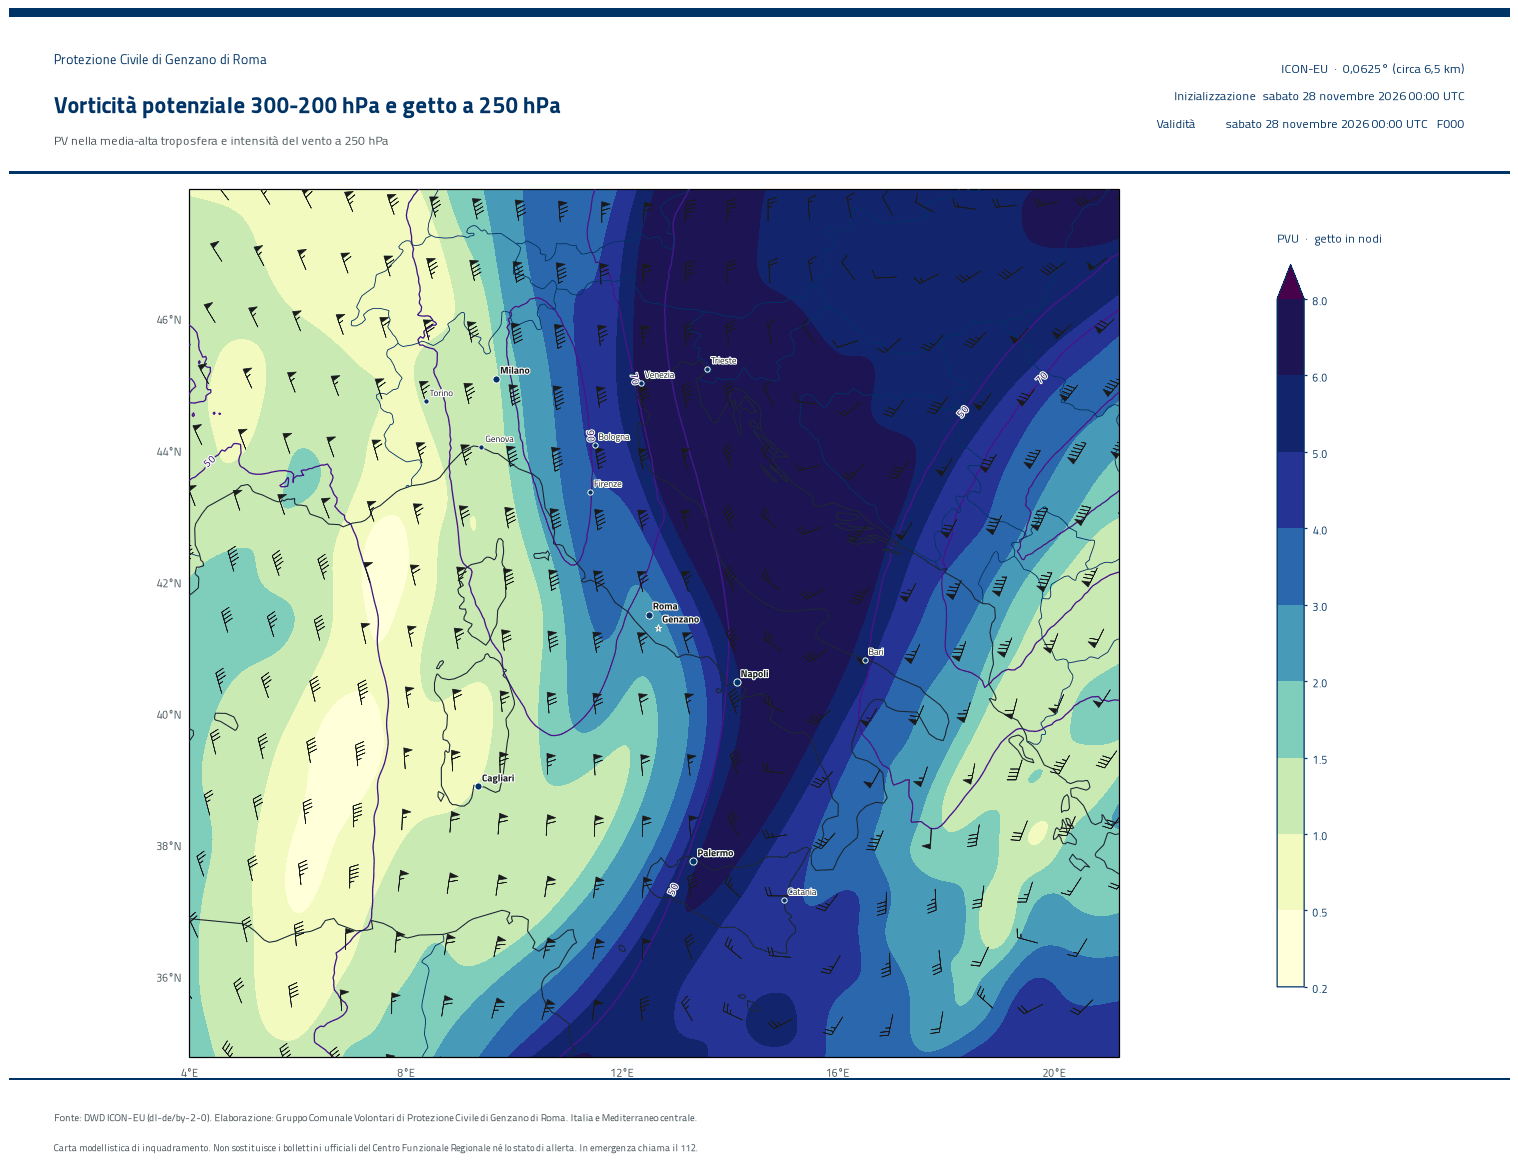 Protezione Civile di Genzano di Roma
Vorticità potenziale 300-200 hPa e getto a 250 hPa
PV nella media-alta troposfera e intensità del vento a 250 hPa
ICON-EU · 0,0625° (circa 6,5 km)
Inizializzazione sabato 28 novembre 2026 00:00 UTC
Validità sabato 28 novembre 2026 00:00 UTC F000
PVU · getto in nodi
8.0
6.0
5.0
4.0
3.0
2.0
1.5
1.0
0.5
0.2
46°N
44°N
42°N
40°N
38°N
36°N
4°E
8°E
12°E
16°E
20°E
Trieste
Milano
Venezia
Torino
Genova
Bologna
Firenze
Roma
Genzano
Bari
Napoli
Cagliari
Palermo
Catania
70
90
50
50
70
50
Fonte: DWD ICON-EU (dl-de/by-2-0). Elaborazione: Gruppo Comunale Volontari di Protezione Civile di Genzano di Roma. Italia e Mediterraneo centrale.
Carta modellistica di inquadramento. Non sostituisce i bollettini ufficiali del Centro Funzionale Regionale né lo stato di allerta. In emergenza chiama il 112.